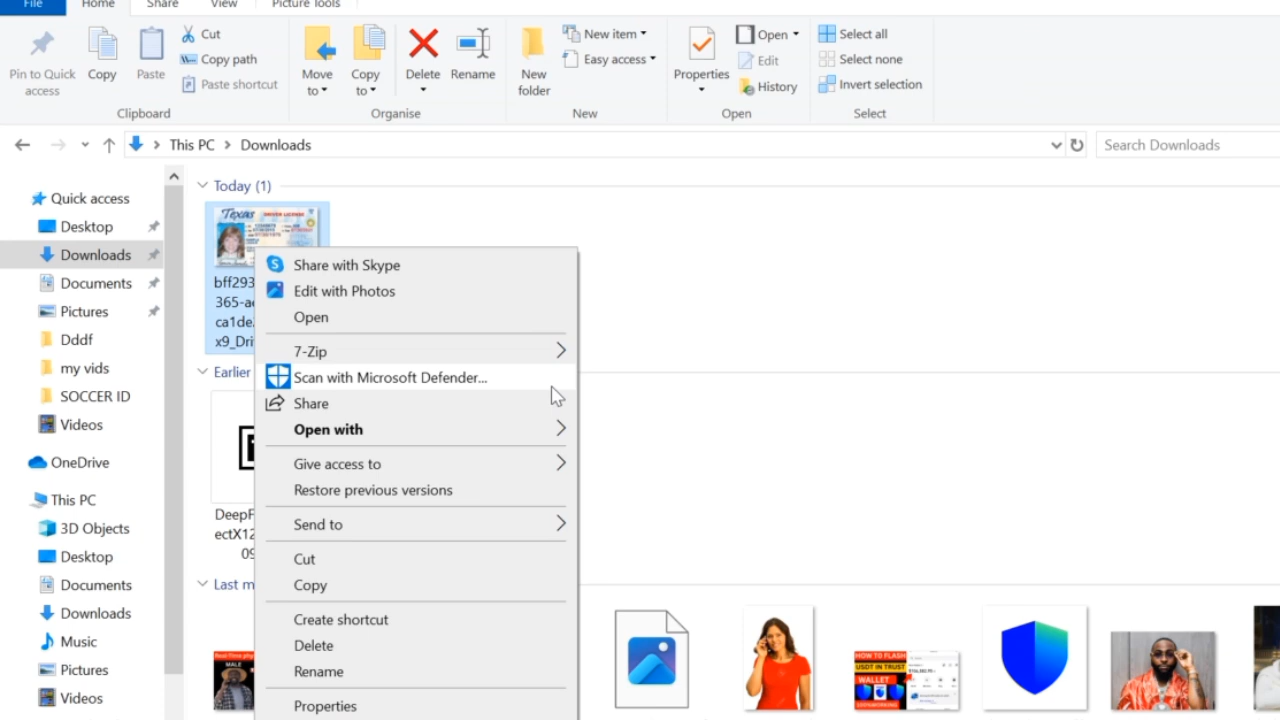 File
Home
Share
View
Picture Tools
Pin to Quick
access
Copy
Paste
Cut
Copy path
Paste shortcut
Clipboard
Move
to
Copy
to
Delete
Rename
Organise
New
folder
New item
Easy access
New
Properties
Open
Edit
History
Open
Select all
Select none
Invert selection
Select
This PC
Downloads
Search Downloads
Quick access
Desktop
Downloads
Documents
Pictures
Dddf
my vids
SOCCER ID
Videos
OneDrive
This PC
3D Objects
Desktop
Documents
Downloads
Music
Pictures
Videos
Today (1)
Texas
DRIVER LICENSE
bff293
365-a
ca1de
x9_Dri
Earlier
DeepF
ectX12
09
Last m
MALE
Share with Skype
Edit with Photos
Open
7-Zip
Scan with Microsoft Defender...
Share
Open with
Give access to
Restore previous versions
Send to
Cut
Copy
Create shortcut
Delete
Rename
Properties
HOW TO FLASH
USDT IN TRUST
WALLET